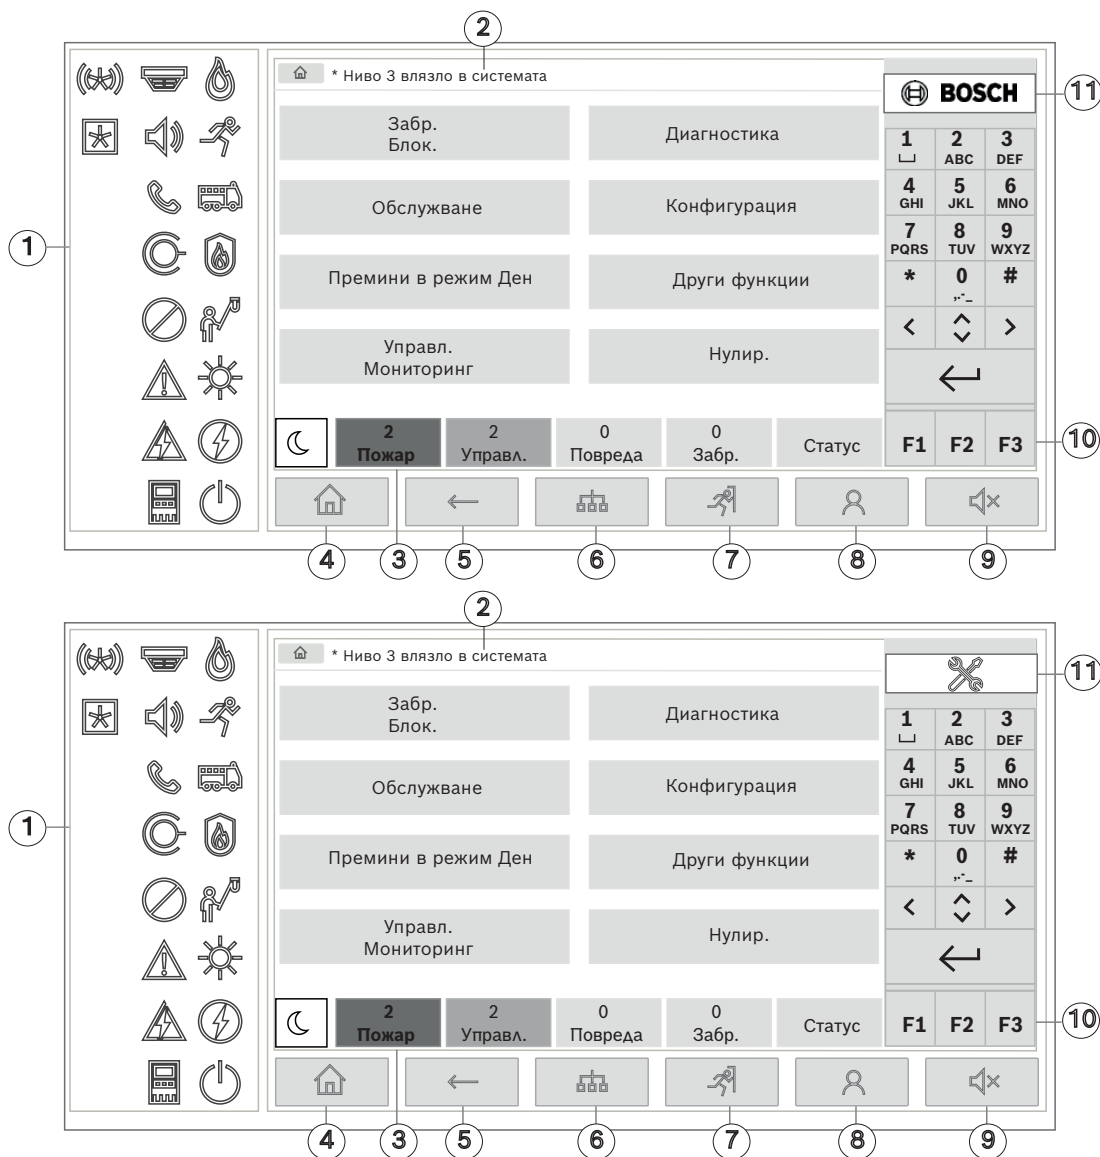 2
* Ниво 3 влязло в системата
BOSCH
11
Забр.
Блок.
Диагностика
1 2 3
ABC DEF
Обслужване
Конфигурация
4 5 6
GHI JKL MNO
1
7 8 9
PQRS TUV WXYZ
Премини в режим Ден
Други функции
* 0 #
,.-_
< >
Управл.
Мониторинг
Нулир.
2
Пожар
2
Управл.
0
Повреда
0
Забр.
Статус
F1 F2 F3
10
4 3 5 6 7 8 9
2
* Ниво 3 влязло в системата
11
Забр.
Блок.
Диагностика
1 2 3
ABC DEF
Обслужване
Конфигурация
4 5 6
GHI JKL MNO
1
7 8 9
PQRS TUV WXYZ
Премини в режим Ден
Други функции
* 0 #
,.-_
< >
Управл.
Мониторинг
Нулир.
2
Пожар
2
Управл.
0
Повреда
0
Забр.
Статус
F1 F2 F3
10
4 3 5 6 7 8 9